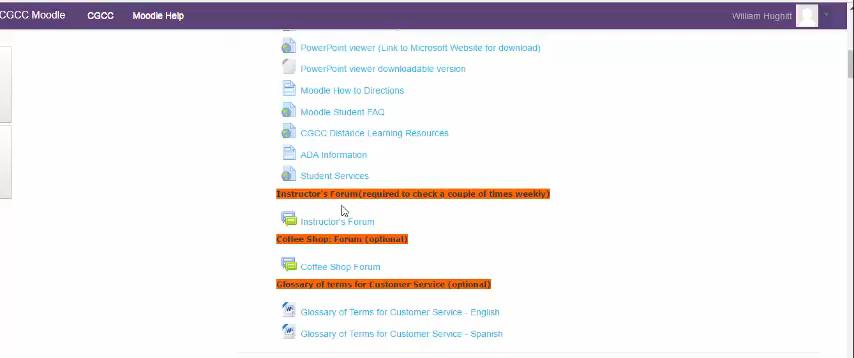 CGCC Moodle CGCC Moodle Help William Hughitt
PowerPoint viewer (Link to Microsoft Website for download)
PowerPoint viewer downloadable version
Moodle How to Directions
Moodle Student FAQ
CGCC Distance Learning Resources
ADA Information
Student Services
Instructor's Forum(required to check a couple of times weekly)
Instructor's Forum
Coffee Shop: Forum (optional)
Coffee Shop Forum
Glossary of terms for Customer Service (optional)
Glossary of Terms for Customer Service - English
Glossary of Terms for Customer Service - Spanish